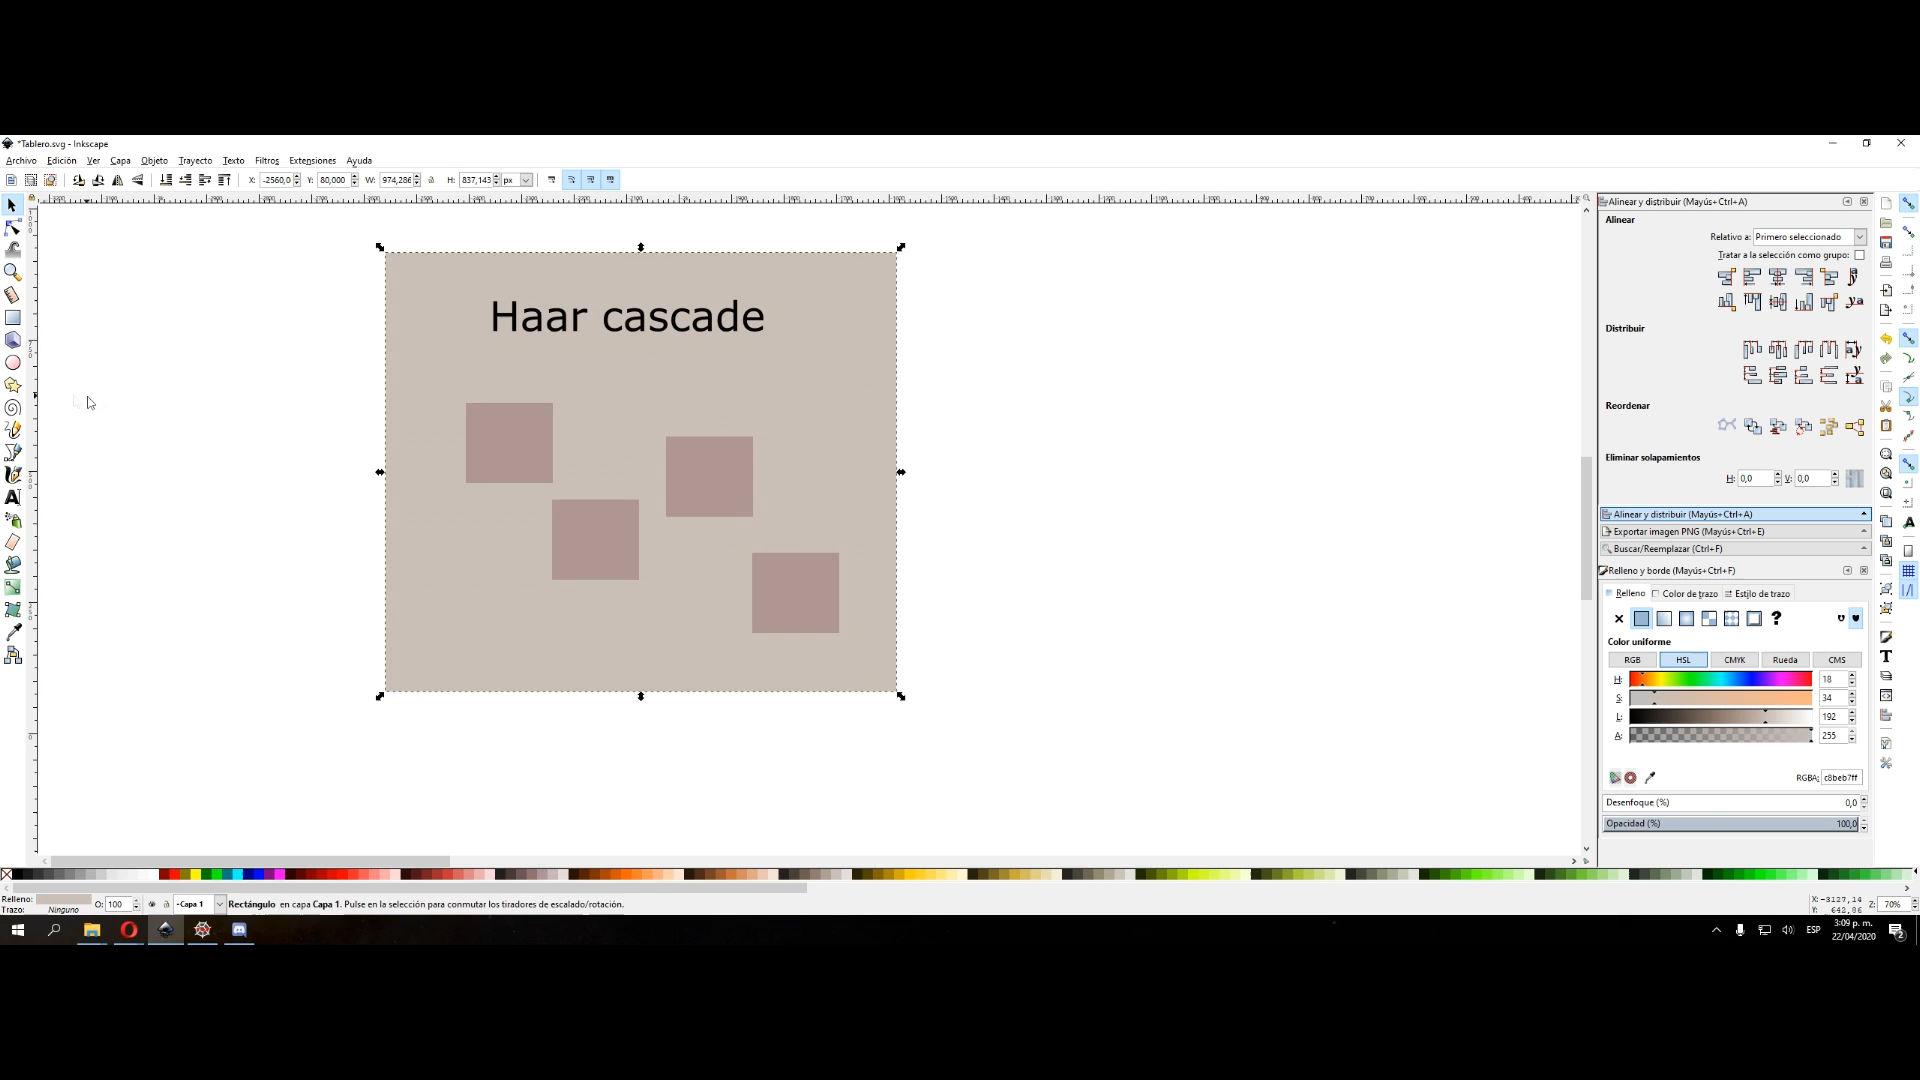 *Tablero.svg - Inkscape
Archivo Edición Ver Capa Objeto Trayecto Texto Filtros Extensiones Ayuda
X: -2560,0 Y: 80,000 W: 974,286 H: 837,143 px
Haar cascade
Alinear y distribuir (Mayús+Ctrl+A)
Alinear
Relativo a: Primero seleccionado
Tratar a la selección como grupo:
Distribuir
Reordenar
Eliminar solapamientos
H: 0,0 V: 0,0
Alinear y distribuir (Mayús+Ctrl+A)
Exportar imagen PNG (Mayús+Ctrl+E)
Buscar/Reemplazar (Ctrl+F)
Relleno y borde (Mayús+Ctrl+F)
Relleno Color de trazo Estilo de trazo
Color uniforme
RGB HSL CMYK Rueda CMS
H: 18
S: 34
L: 192
A: 255
RGBA: c8beb7ff
Desenfoque (%) 0,0
Opacidad (%) 100,0
Relleno:
Trazo: Ninguno
O: 100
Capa 1
Rectángulo en capa Capa 1. Pulse en la selección para conmutar los tiradores de escalado/rotación.
X: -3127,14
Y: 642,86
Z: 70%
ESP
3:09 p. m.
22/04/2020
2